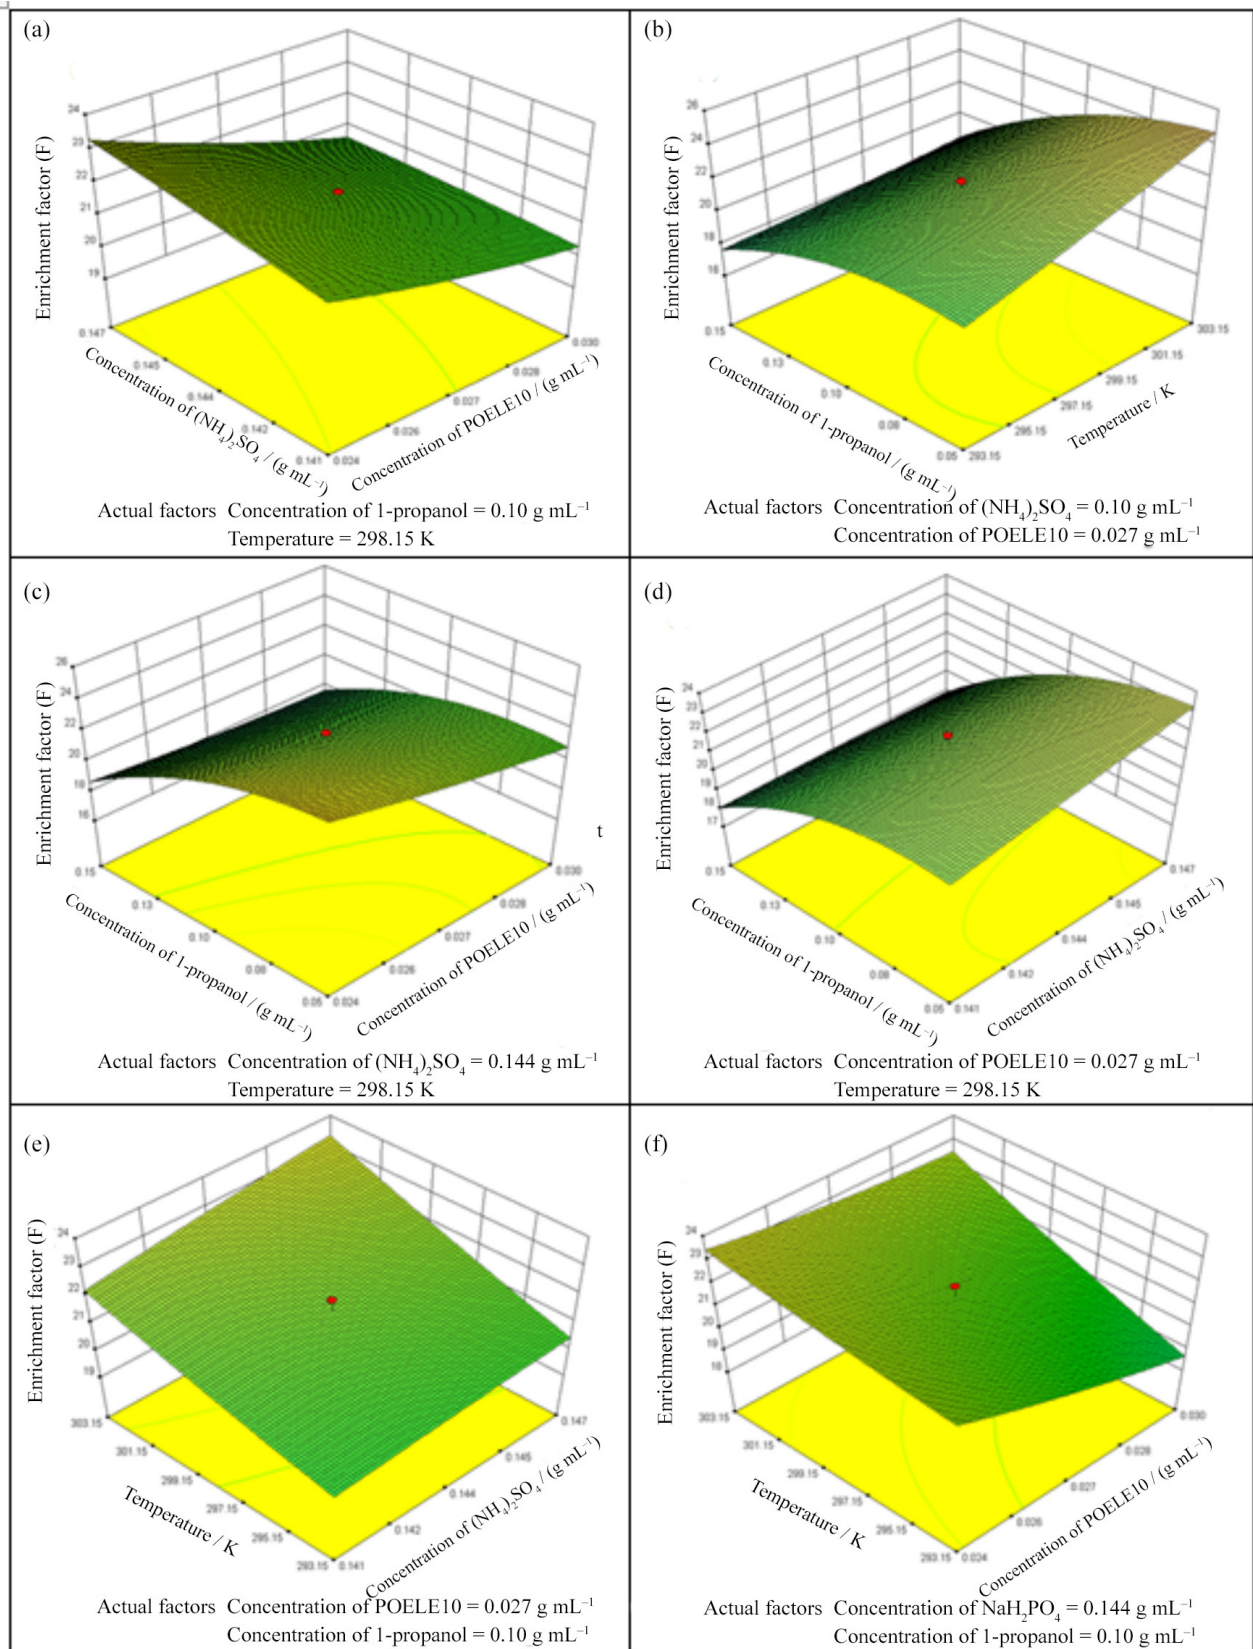 (a)
24
23
22
21
20
19
Enrichment factor (F)
0.147
0.145
0.144
0.142
0.141
0.024
0.026
0.027
0.028
0.030
Concentration of (NH4)2SO4 / (g mL–1)
Concentration of POELE10 / (g mL–1)
Actual factors Concentration of 1-propanol = 0.10 g mL–1
Temperature = 298.15 K
(b)
26
24
22
20
18
16
Enrichment factor (F)
0.15
0.13
0.10
0.08
0.05
293.15
295.15
297.15
299.15
301.15
303.15
Concentration of 1-propanol / (g mL–1)
Temperature / K
Actual factors Concentration of (NH4)2SO4 = 0.10 g mL–1
Concentration of POELE10 = 0.027 g mL–1
(c)
26
24
22
20
18
16
Enrichment factor (F)
0.15
0.13
0.10
0.08
0.05
0.024
0.026
0.027
0.028
0.030
t
Concentration of 1-propanol / (g mL–1)
Concentration of POELE10 / (g mL–1)
Actual factors Concentration of (NH4)2SO4 = 0.144 g mL–1
Temperature = 298.15 K
(d)
24
23
22
21
20
19
18
17
Enrichment factor (F)
0.15
0.13
0.10
0.08
0.05
0.141
0.142
0.144
0.145
0.147
Concentration of 1-propanol / (g mL–1)
Concentration of (NH4)2SO4 / (g mL–1)
Actual factors Concentration of POELE10 = 0.027 g mL–1
Temperature = 298.15 K
(e)
24
23
22
21
20
19
Enrichment factor (F)
303.15
301.15
299.15
297.15
295.15
293.15
0.141
0.142
0.144
0.145
0.147
Temperature / K
Concentration of (NH4)2SO4 / (g mL–1)
Actual factors Concentration of POELE10 = 0.027 g mL–1
Concentration of 1-propanol = 0.10 g mL–1
(f)
24
23
22
21
20
19
18
Enrichment factor (F)
303.15
301.15
299.15
297.15
295.15
293.15
0.024
0.026
0.027
0.028
0.030
Temperature / K
Concentration of POELE10 / (g mL–1)
Actual factors Concentration of NaH2PO4 = 0.144 g mL–1
Concentration of 1-propanol = 0.10 g mL–1